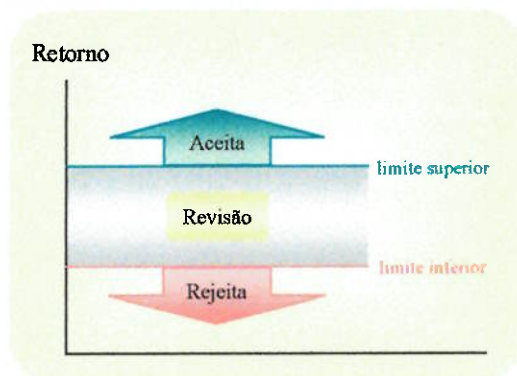 Retorno
Aceita
limite superior
Revisão
limite inferior
Rejeita